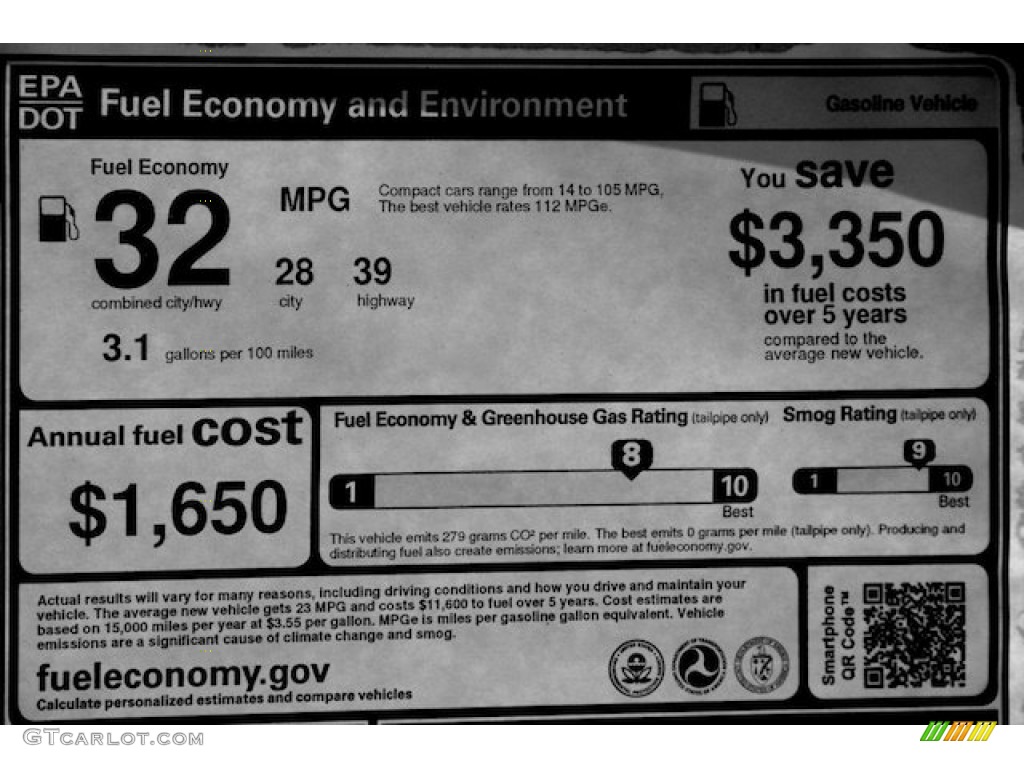 EPA
DOT
Fuel Economy and Environment
Gasoline Vehicle
Fuel Economy
32
MPG
Compact cars range from 14 to 105 MPG.
The best vehicle rates 112 MPGe.
28
city
39
highway
combined city/hwy
3.1 gallons per 100 miles
You save
$3,350
in fuel costs
over 5 years
compared to the
average new vehicle.
Annual fuel cost
$1,650
Fuel Economy & Greenhouse Gas Rating (tailpipe only)
8
1
10
Best
Smog Rating (tailpipe only)
9
1
10
Best
This vehicle emits 279 grams CO² per mile. The best emits 0 grams per mile (tailpipe only). Producing and
distributing fuel also create emissions; learn more at fueleconomy.gov.
Actual results will vary for many reasons, including driving conditions and how you drive and maintain your
vehicle. The average new vehicle gets 23 MPG and costs $11,600 to fuel over 5 years. Cost estimates are
based on 15,000 miles per year at $3.55 per gallon. MPGe is miles per gasoline gallon equivalent. Vehicle
emissions are a significant cause of climate change and smog.
fueleconomy.gov
Calculate personalized estimates and compare vehicles
Smartphone
QR Code™
GTcarlot.com